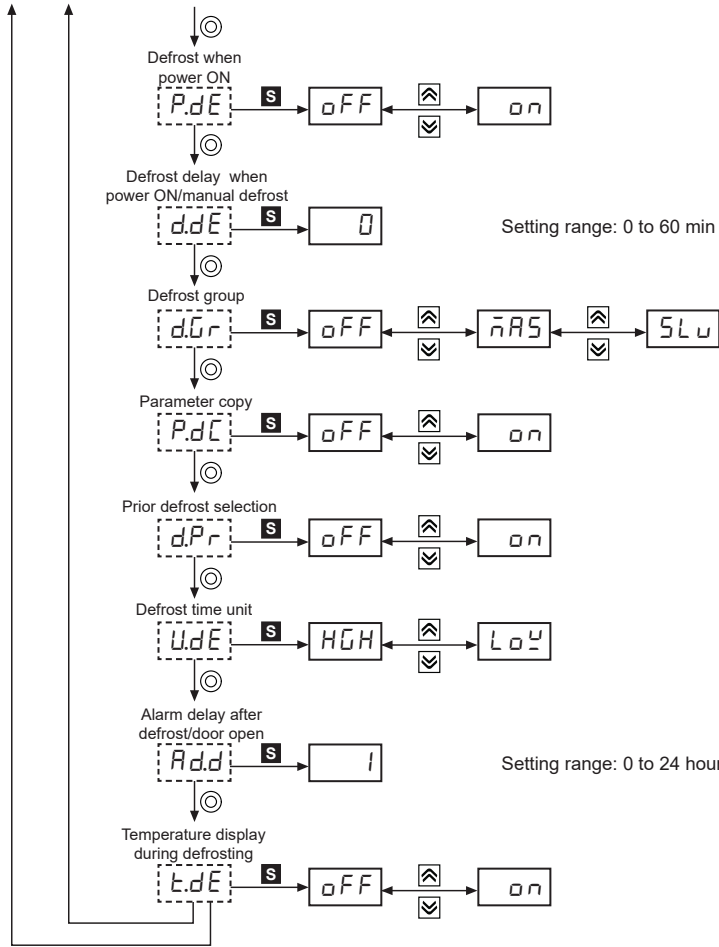 Defrost when
power ON
P.dE S oFF on
Defrost delay when
power ON/manual defrost
d.dE S 0 Setting range: 0 to 60 min
Defrost group
d.Gr S oFF MAS SLv
Parameter copy
P.dC S oFF on
Prior defrost selection
d.Pr S oFF on
Defrost time unit
U.dE S HGH LoW
Alarm delay after
defrost/door open
Ad.d S 1 Setting range: 0 to 24 hour
Temperature display
during defrosting
t.dE S oFF on